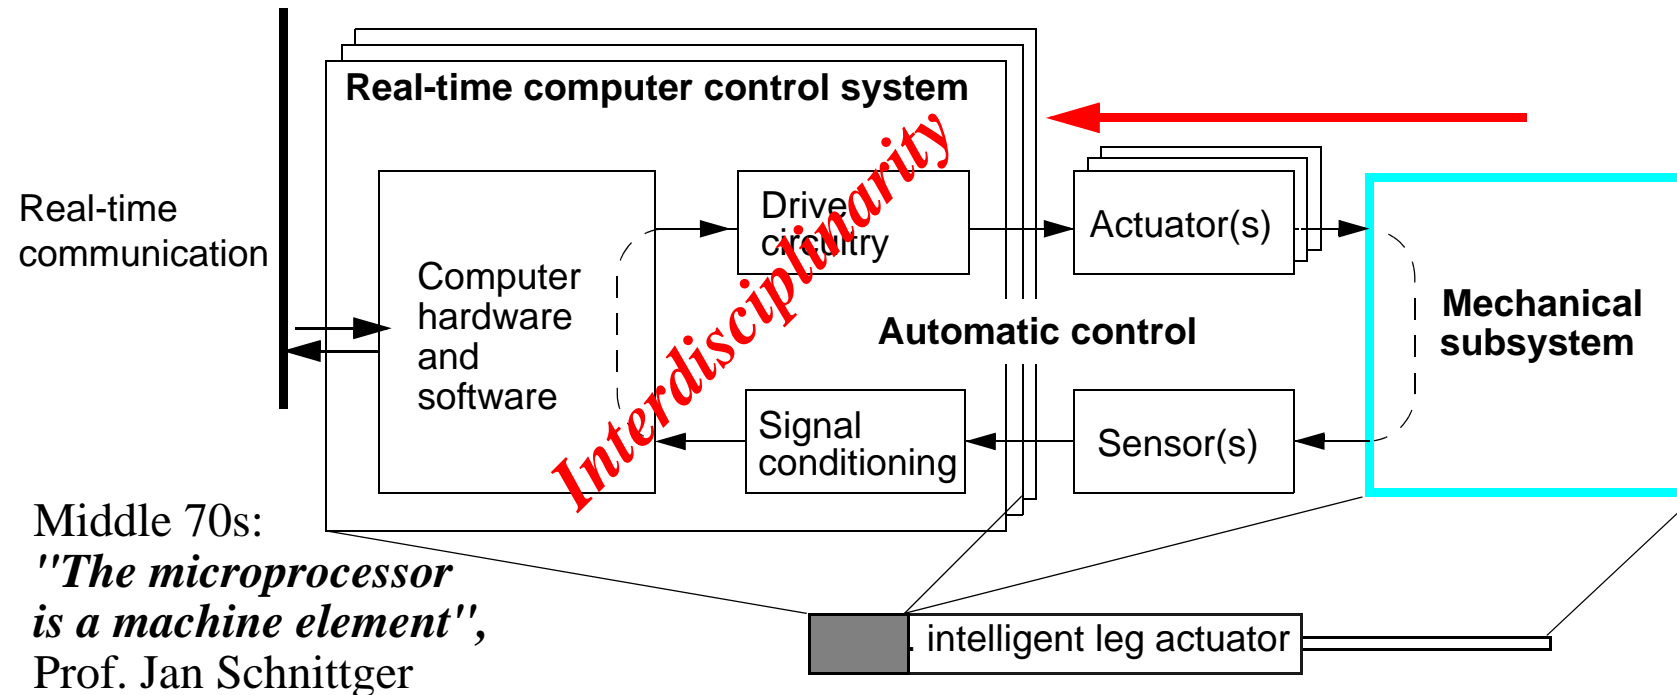 Real-time computer control system
Real-time
communication
Computer
hardware
and
software
Drive
circuitry
Actuator(s)
Interdisciplinarity
Automatic control
Mechanical
subsystem
Signal
conditioning
Sensor(s)
Middle 70s:
"The microprocessor
is a machine element",
Prof. Jan Schnittger
. intelligent leg actuator